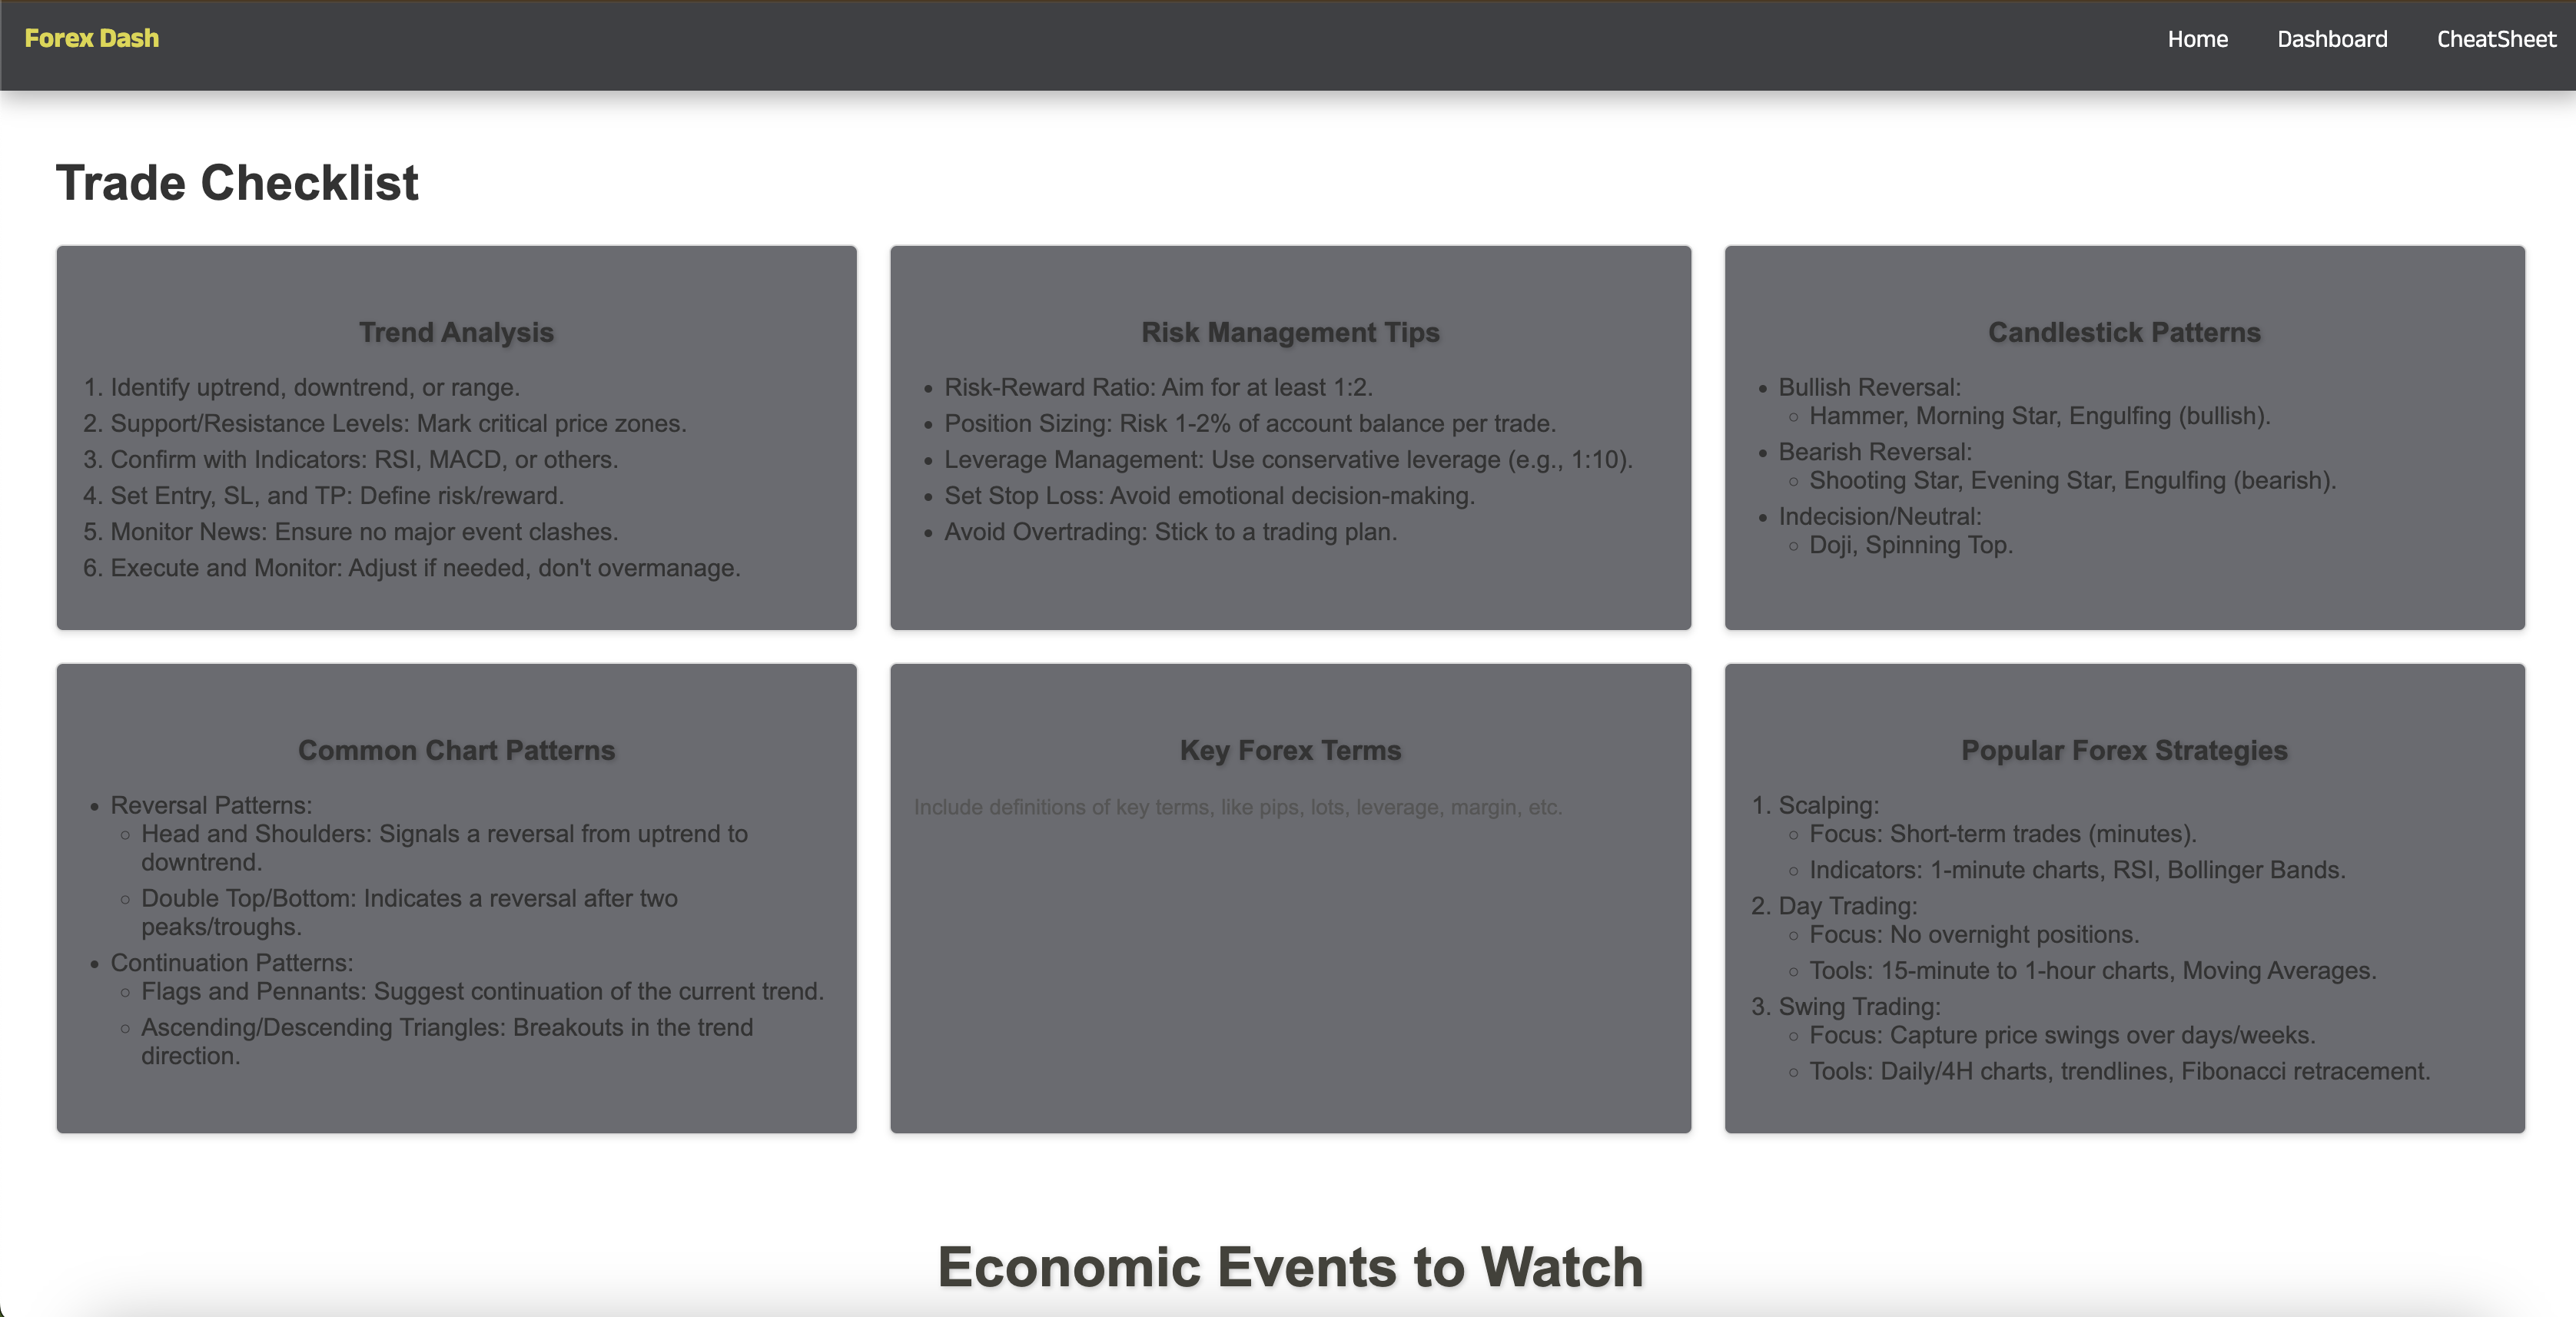 Forex Dash
Home
Dashboard
CheatSheet
Trade Checklist
Trend Analysis
1. Identify uptrend, downtrend, or range.
2. Support/Resistance Levels: Mark critical price zones.
3. Confirm with Indicators: RSI, MACD, or others.
4. Set Entry, SL, and TP: Define risk/reward.
5. Monitor News: Ensure no major event clashes.
6. Execute and Monitor: Adjust if needed, don't overmanage.
Risk Management Tips
• Risk-Reward Ratio: Aim for at least 1:2.
• Position Sizing: Risk 1-2% of account balance per trade.
• Leverage Management: Use conservative leverage (e.g., 1:10).
• Set Stop Loss: Avoid emotional decision-making.
• Avoid Overtrading: Stick to a trading plan.
Candlestick Patterns
• Bullish Reversal:
◦ Hammer, Morning Star, Engulfing (bullish).
• Bearish Reversal:
◦ Shooting Star, Evening Star, Engulfing (bearish).
• Indecision/Neutral:
◦ Doji, Spinning Top.
Common Chart Patterns
• Reversal Patterns:
◦ Head and Shoulders: Signals a reversal from uptrend to
downtrend.
◦ Double Top/Bottom: Indicates a reversal after two
peaks/troughs.
• Continuation Patterns:
◦ Flags and Pennants: Suggest continuation of the current trend.
◦ Ascending/Descending Triangles: Breakouts in the trend
direction.
Key Forex Terms
Include definitions of key terms, like pips, lots, leverage, margin, etc.
Popular Forex Strategies
1. Scalping:
◦ Focus: Short-term trades (minutes).
◦ Indicators: 1-minute charts, RSI, Bollinger Bands.
2. Day Trading:
◦ Focus: No overnight positions.
◦ Tools: 15-minute to 1-hour charts, Moving Averages.
3. Swing Trading:
◦ Focus: Capture price swings over days/weeks.
◦ Tools: Daily/4H charts, trendlines, Fibonacci retracement.
Economic Events to Watch